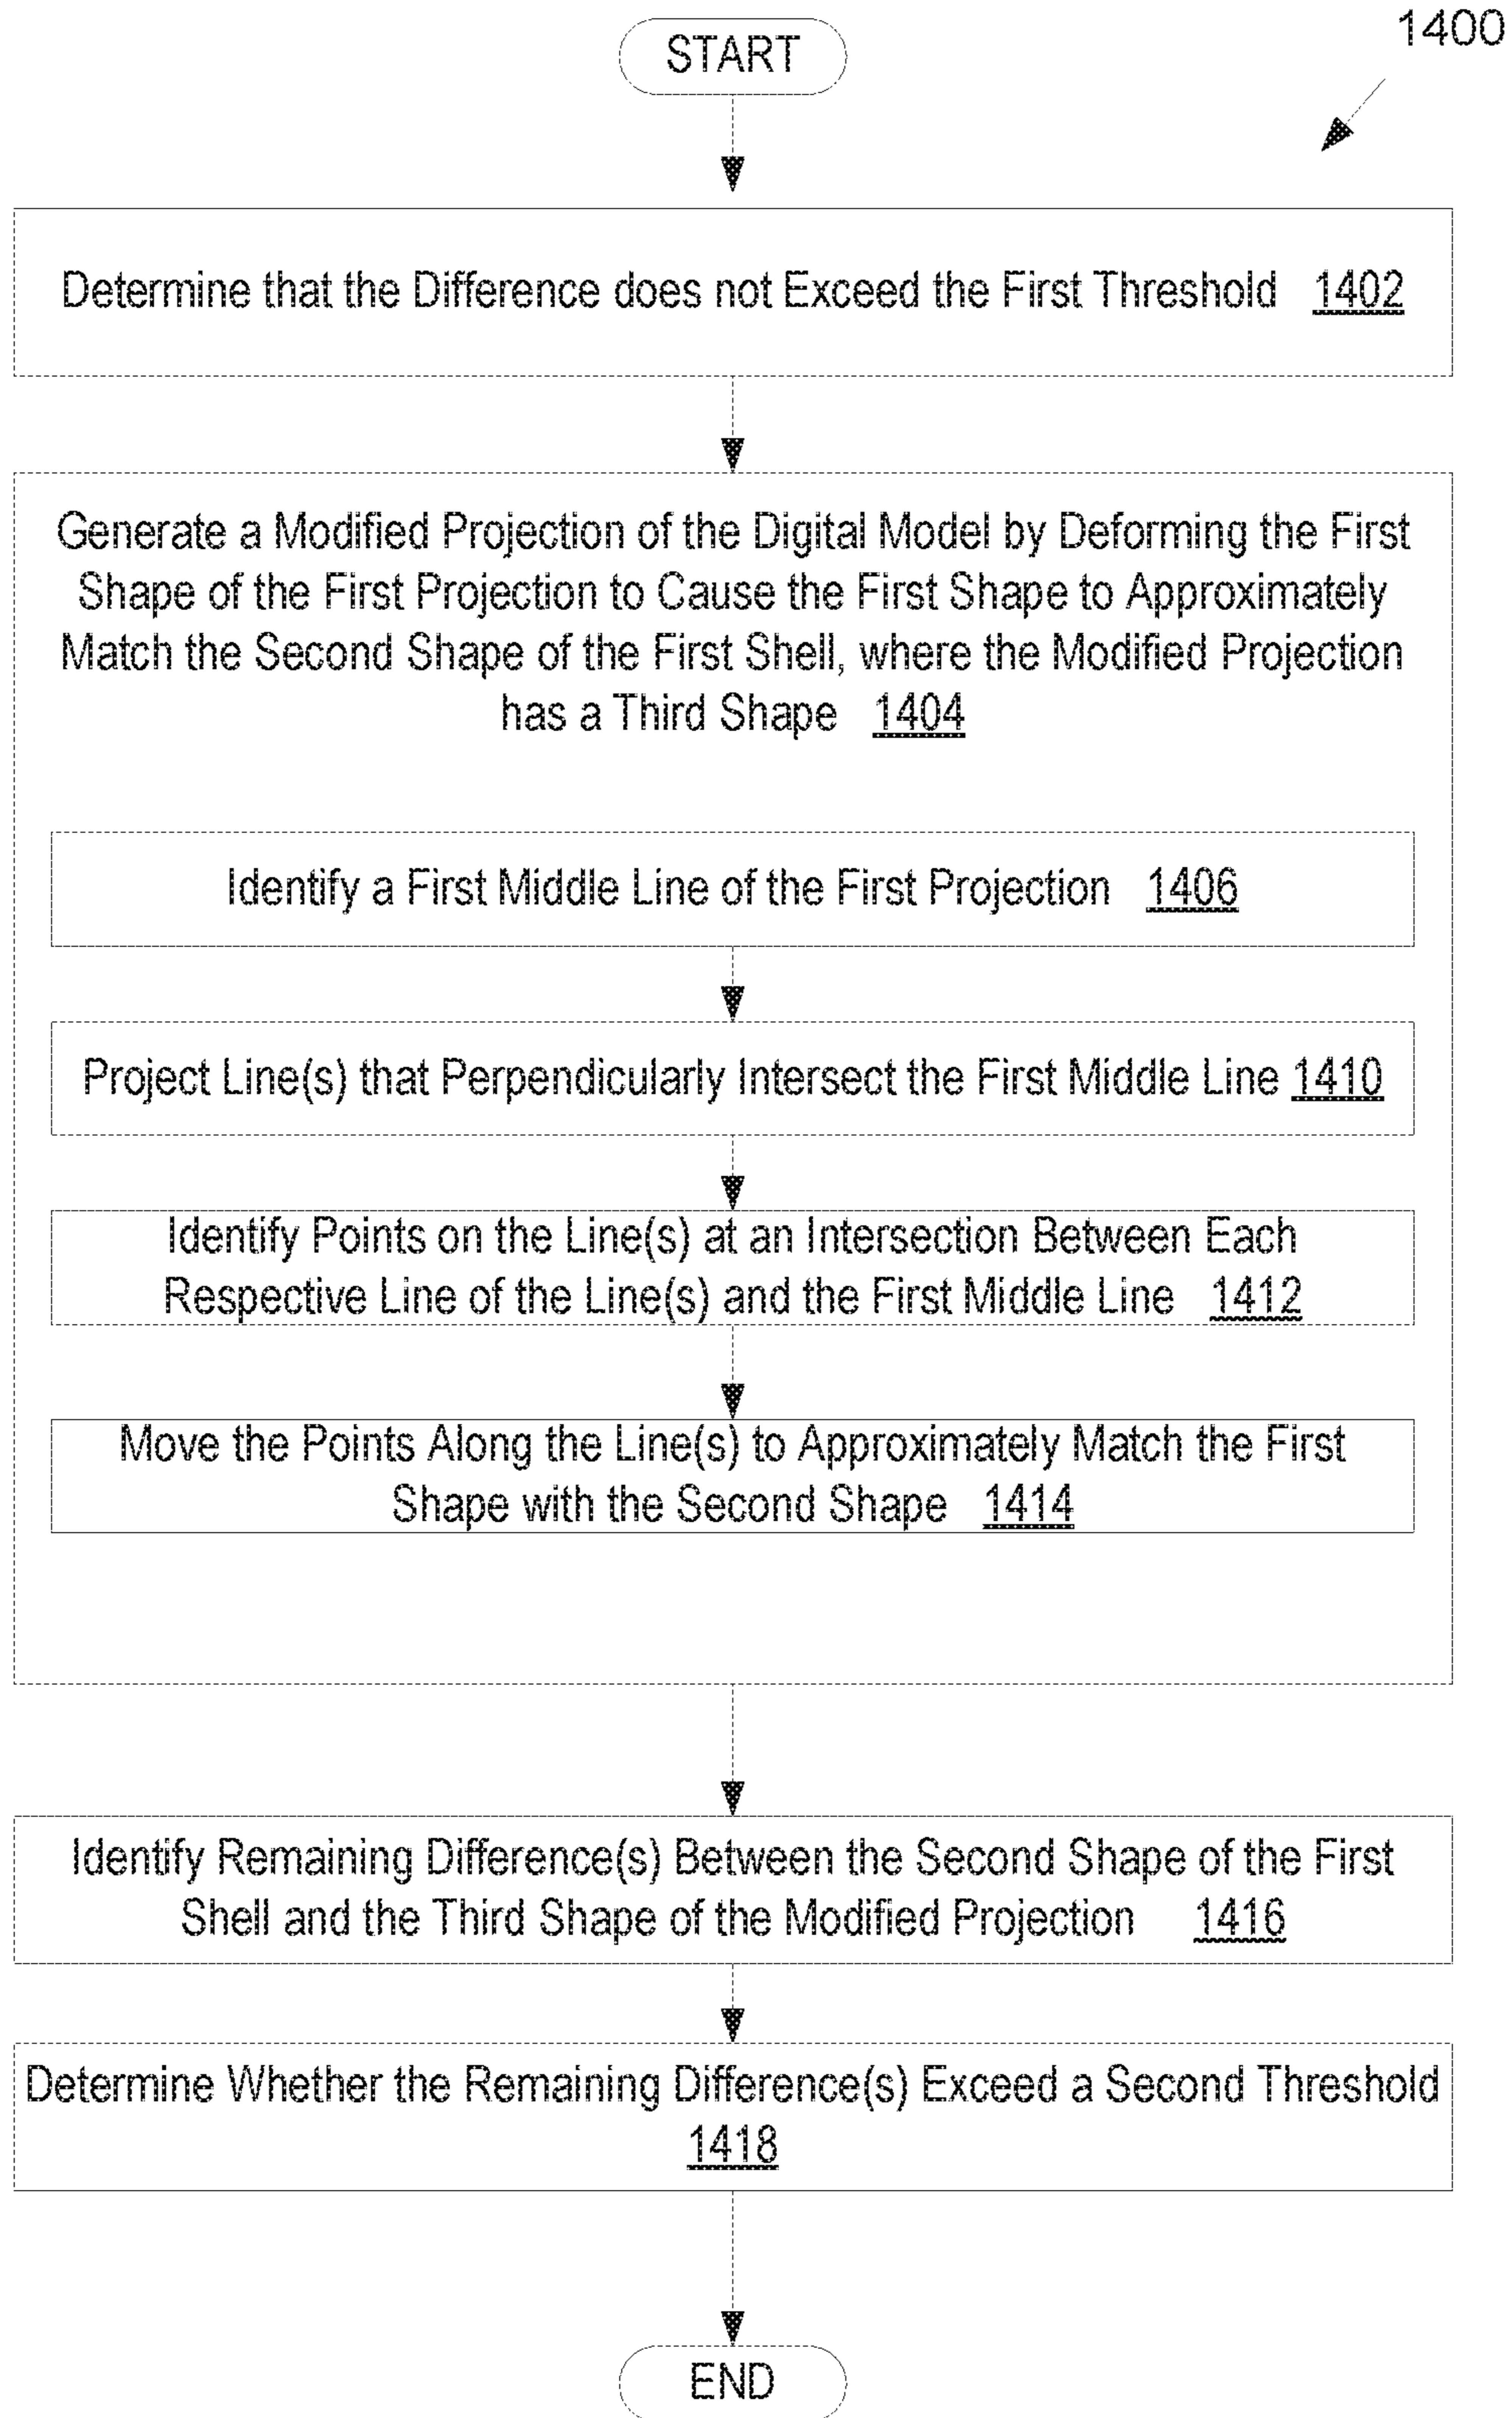 1400
START
Determine that the Difference does not Exceed the First Threshold 1402
Generate a Modified Projection of the Digital Model by Deforming the First
Shape of the First Projection to Cause the First Shape to Approximately
Match the Second Shape of the First Shell, where the Modified Projection
has a Third Shape 1404
Identify a First Middle Line of the First Projection 1406
Project Line(s) that Perpendicularly Intersect the First Middle Line 1410
Identify Points on the Line(s) at an Intersection Between Each
Respective Line of the Line(s) and the First Middle Line 1412
Move the Points Along the Line(s) to Approximately Match the First
Shape with the Second Shape 1414
Identify Remaining Difference(s) Between the Second Shape of the First
Shell and the Third Shape of the Modified Projection 1416
Determine Whether the Remaining Difference(s) Exceed a Second Threshold
1418
END